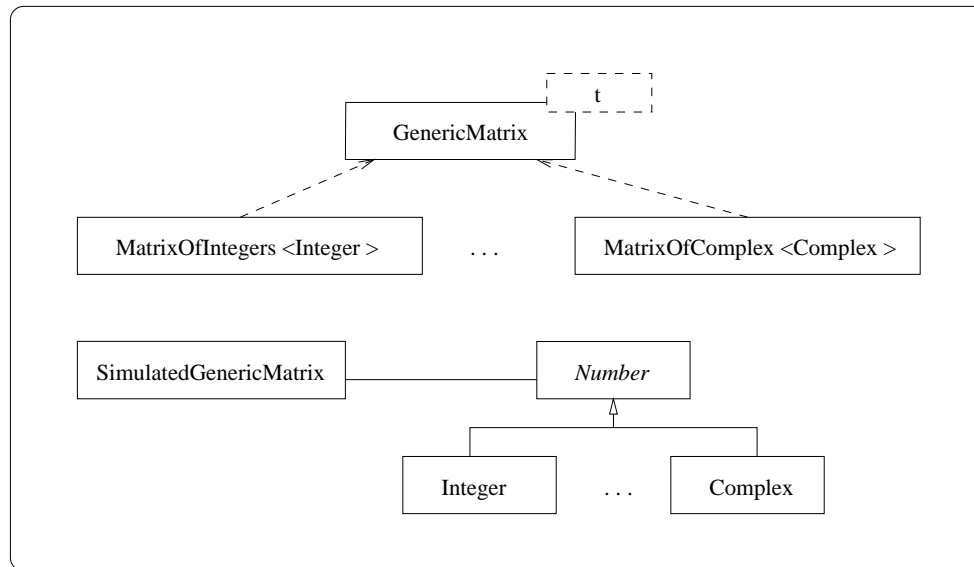 t
GenericMatrix
MatrixOfIntegers <Integer >
. . .
MatrixOfComplex <Complex >
SimulatedGenericMatrix
Number
Integer
. . .
Complex